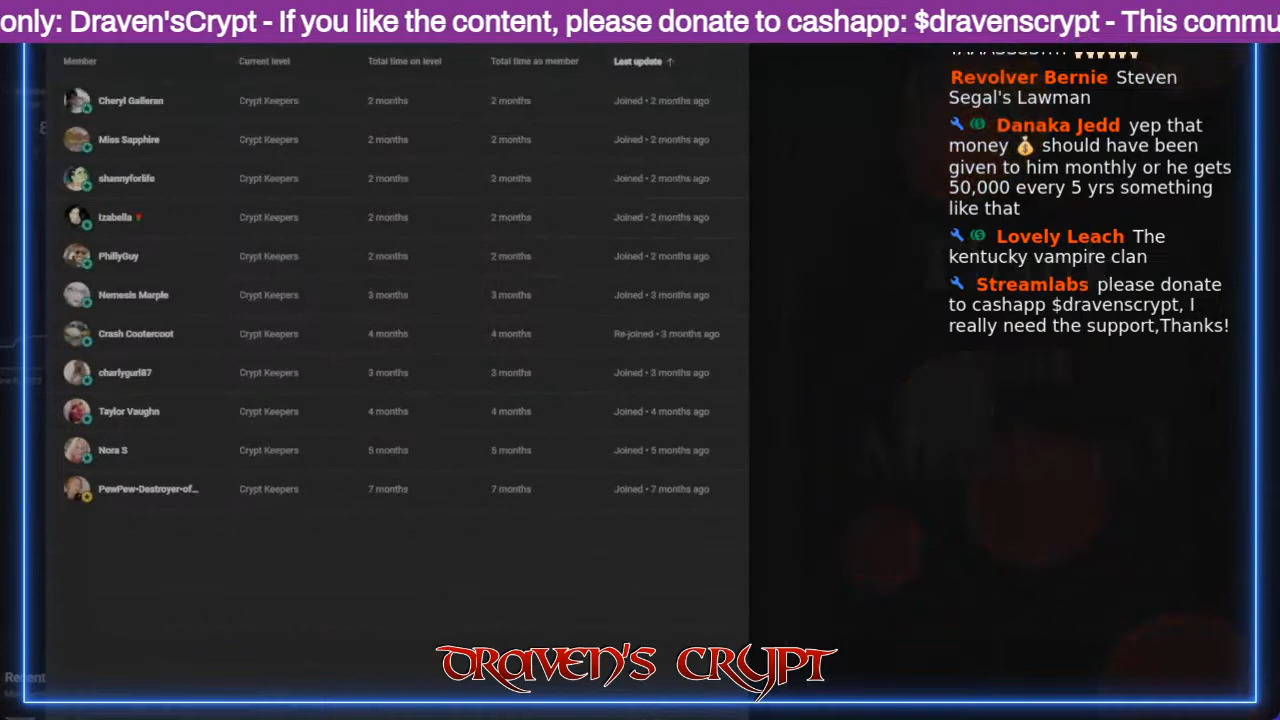 only: Draven'sCrypt - If you like the content, please donate to cashapp: $dravenscrypt - This commu
Member Current level Total time on level Total time as member Last update ↑
Cheryl Galleran Crypt Keepers 2 months 2 months Joined • 2 months ago
Miss Sapphire Crypt Keepers 2 months 2 months Joined • 2 months ago
shannyforlife Crypt Keepers 2 months 2 months Joined • 2 months ago
Izabella Crypt Keepers 2 months 2 months Joined • 2 months ago
PhillyGuy Crypt Keepers 2 months 2 months Joined • 2 months ago
Nemesis Marple Crypt Keepers 3 months 3 months Joined • 3 months ago
Crash Cootercoot Crypt Keepers 4 months 4 months Re-joined • 3 months ago
charlygurl87 Crypt Keepers 3 months 3 months Joined • 3 months ago
Taylor Vaughn Crypt Keepers 4 months 4 months Joined • 4 months ago
Nora S Crypt Keepers 5 months 5 months Joined • 5 months ago
PewPew•Destroyer•of... Crypt Keepers 7 months 7 months Joined • 7 months ago
Revolver Bernie Steven
Segal's Lawman
Danaka Jedd yep that
money 💰 should have been
given to him monthly or he gets
50,000 every 5 yrs something
like that
Lovely Leach The
kentucky vampire clan
Streamlabs please donate
to cashapp $dravenscrypt, I
really need the support,Thanks!
Recent
DRAVEN'S CRYPT